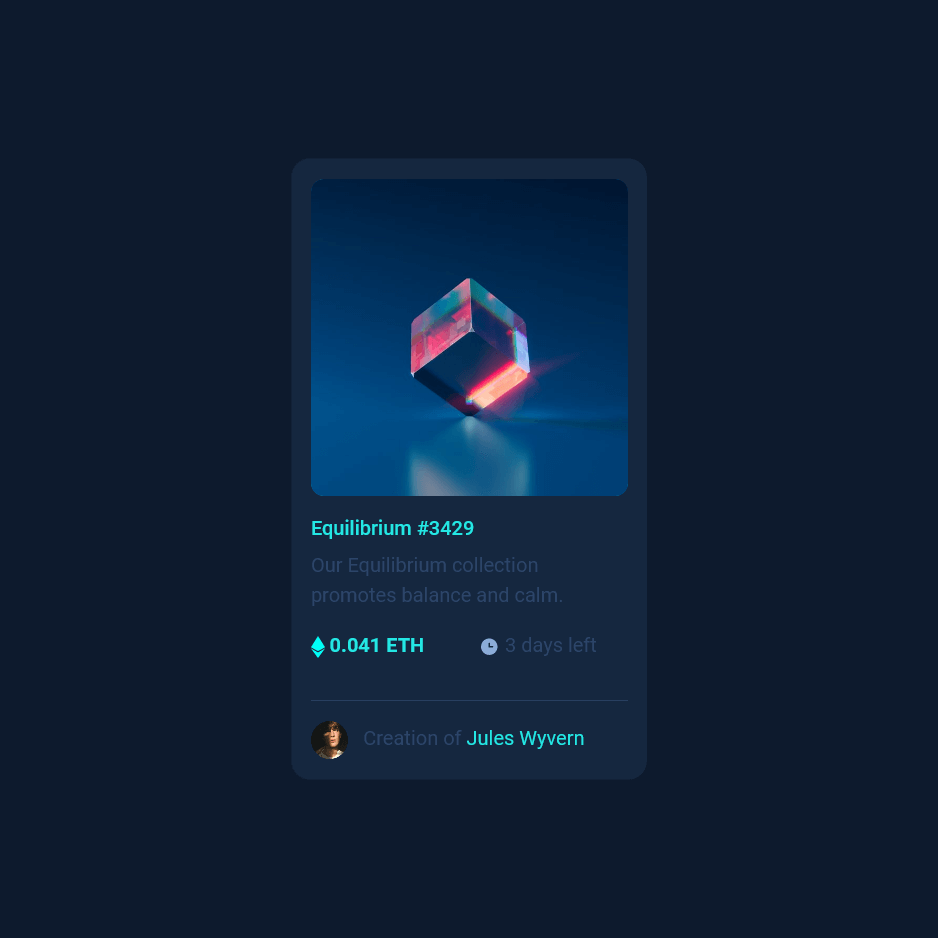 Equilibrium #3429
Our Equilibrium collection
promotes balance and calm.
0.041 ETH
3 days left
Creation of Jules Wyvern